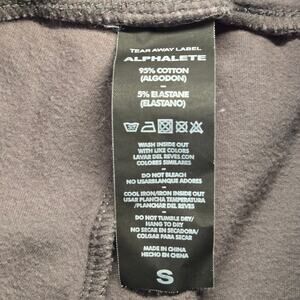 TEAR AWAY LABEL
ALPHALETE
95% COTTON
(ALGODON)
5% ELASTANE
(ELASTANO)
WASH INSIDE OUT
WITH LIKE COLORS
LAVAR DEL REVES CON
COLORES SIMILARES
DO NOT BLEACH
NO USARBLANQUE ADORES
COOL IRON/IRON INSIDE OUT
USAR PLANCHA TEMPERATURA
/PLANCHAR DEL REVES
DO NOT TUMBLE DRY/
HANG TO DRY
NO SECAR EN SECADORA/
COLGAR PARA SECAR
MADE IN CHINA
HECHO EN CHINA
S